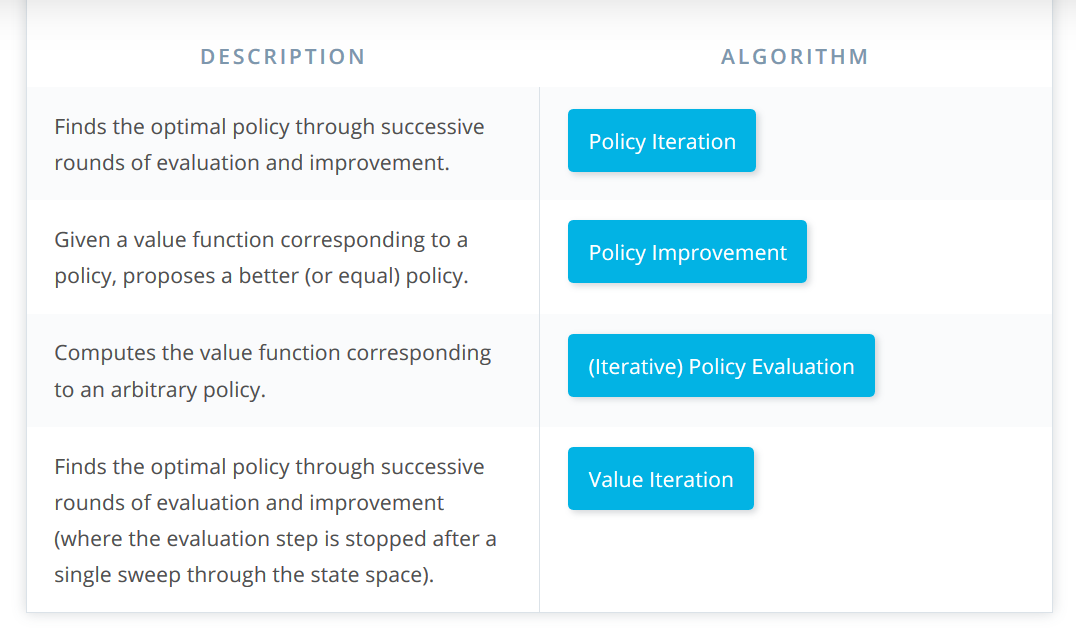 DESCRIPTION
ALGORITHM
Finds the optimal policy through successive
rounds of evaluation and improvement.
Policy Iteration
Given a value function corresponding to a
policy, proposes a better (or equal) policy.
Policy Improvement
Computes the value function corresponding
to an arbitrary policy.
(Iterative) Policy Evaluation
Finds the optimal policy through successive
rounds of evaluation and improvement
(where the evaluation step is stopped after a
single sweep through the state space).
Value Iteration